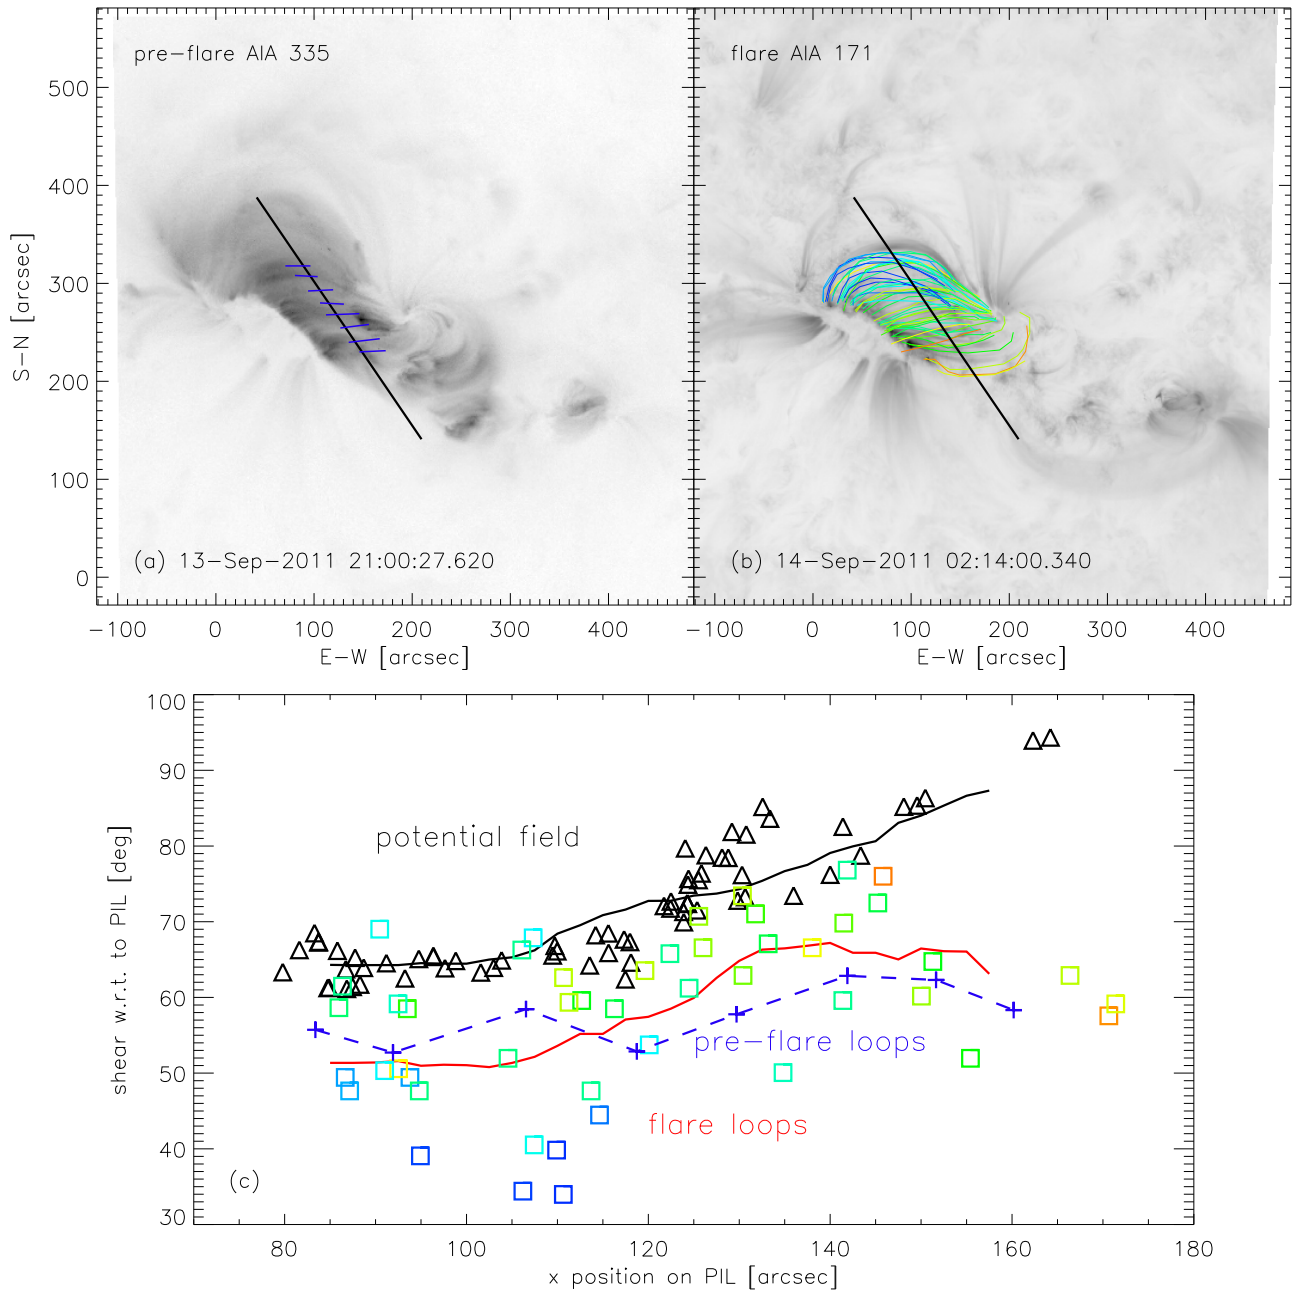 pre-flare AIA 335
flare AIA 171
500
400
300
200
100
0
S-N [arcsec]
(a) 13-Sep-2011 21:00:27.620
(b) 14-Sep-2011 02:14:00.340
-100 0 100 200 300 400
-100 0 100 200 300 400
E-W [arcsec]
E-W [arcsec]
100
90
80
70
60
50
40
30
shear w.r.t. to PIL [deg]
potential field
pre-flare loops
flare loops
(c)
80 100 120 140 160 180
x position on PIL [arcsec]